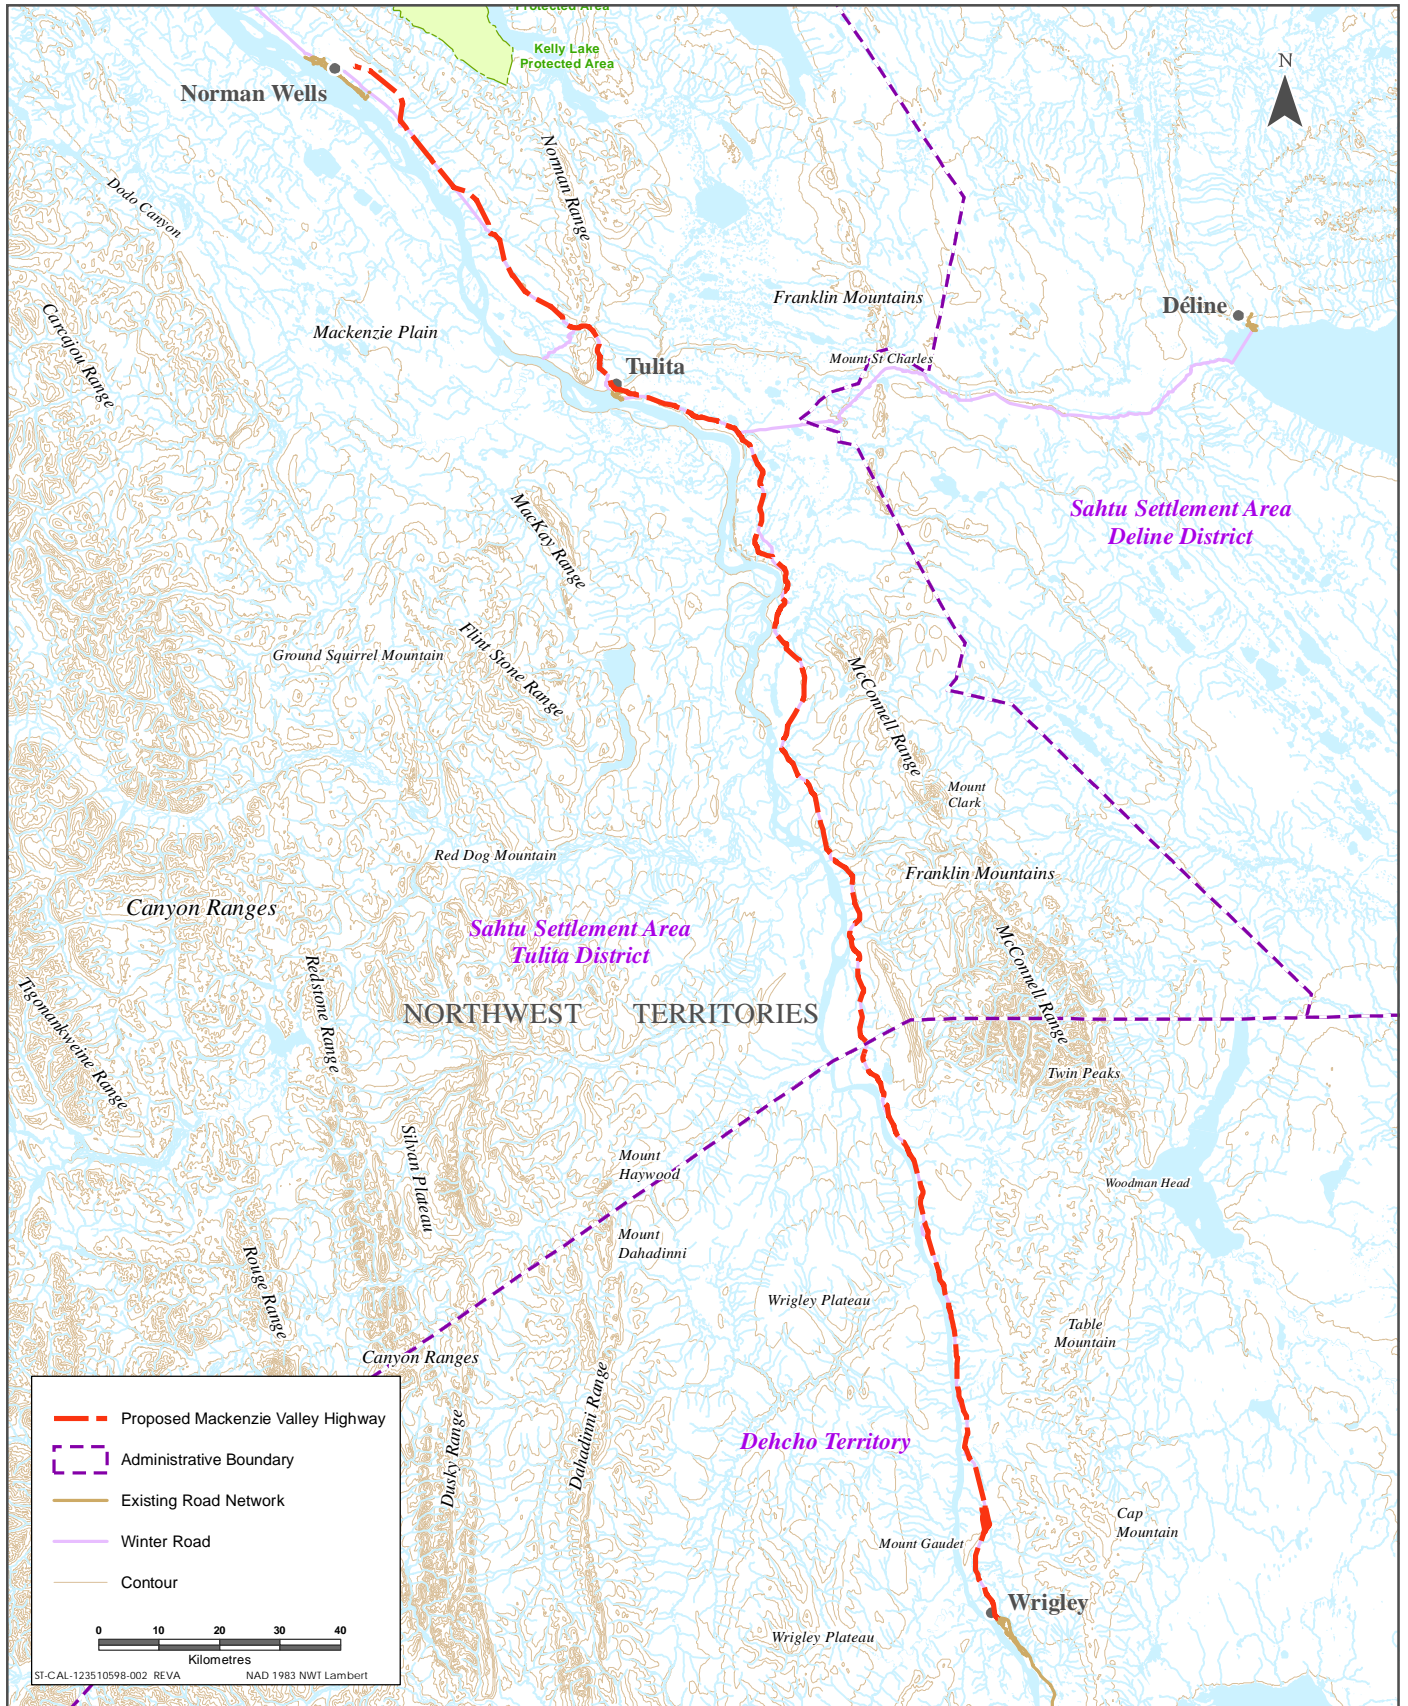 Protected Area
Kelly Lake
Protected Area
N
Norman Wells
Norman Range
Dodo Canyon
Franklin Mountains
Déline
Carcajou Range
Mackenzie Plain
Mount St Charles
Tulita
MacKay Range
Sahtu Settlement Area
Deline District
Flint Stone Range
Ground Squirrel Mountain
McConnell Range
Mount
Clark
Red Dog Mountain
Franklin Mountains
Canyon Ranges
Sahtu Settlement Area
Tulita District
McConnell Range
Redstone Range
Tigonankweine Range
NORTHWEST TERRITORIES
Twin Peaks
Silvan Plateau
Mount
Haywood
Woodman Head
Mount
Dahadinni
Rouge Range
Wrigley Plateau
Table
Mountain
Canyon Ranges
Dahadinni Range
Dusky Range
Dehcho Territory
Cap
Mountain
Mount Gaudet
Wrigley
Wrigley Plateau
Proposed Mackenzie Valley Highway
Administrative Boundary
Existing Road Network
Winter Road
Contour
0 10 20 30 40
Kilometres
ST-CAL-123510598-002 REVA NAD 1983 NWT Lambert